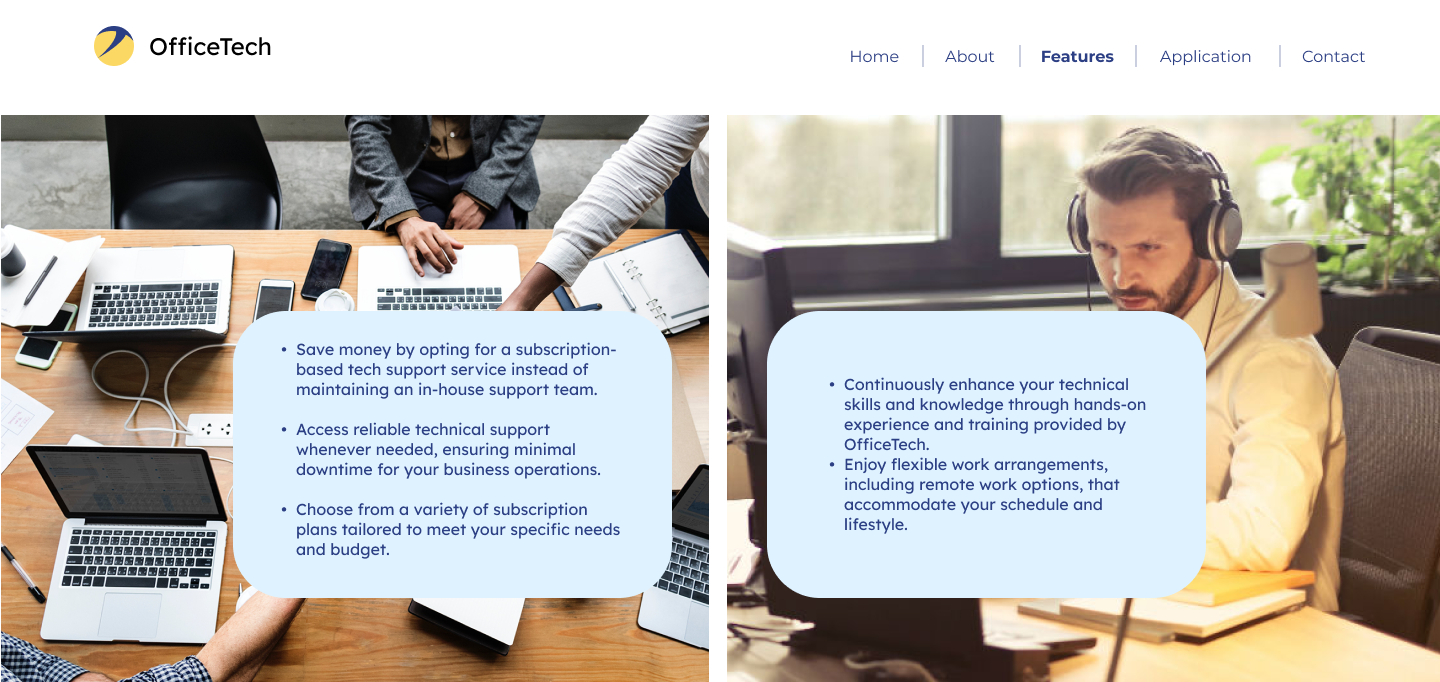 OfficeTech
Home
About
Features
Application
Contact
• Save money by opting for a subscription-
based tech support service instead of
maintaining an in-house support team.
• Access reliable technical support
whenever needed, ensuring minimal
downtime for your business operations.
• Choose from a variety of subscription
plans tailored to meet your specific needs
and budget.
• Continuously enhance your technical
skills and knowledge through hands-on
experience and training provided by
OfficeTech.
• Enjoy flexible work arrangements,
including remote work options, that
accommodate your schedule and
lifestyle.